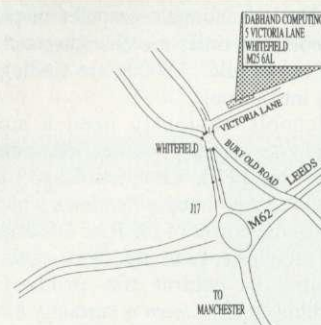 DABHAND COMPUTING
5 VICTORIA LANE
WHITEFIELD
M25 6AL
VICTORIA LANE
WHITEFIELD
BURY OLD ROAD
LEEDS
J17
M62
TO
MANCHESTER